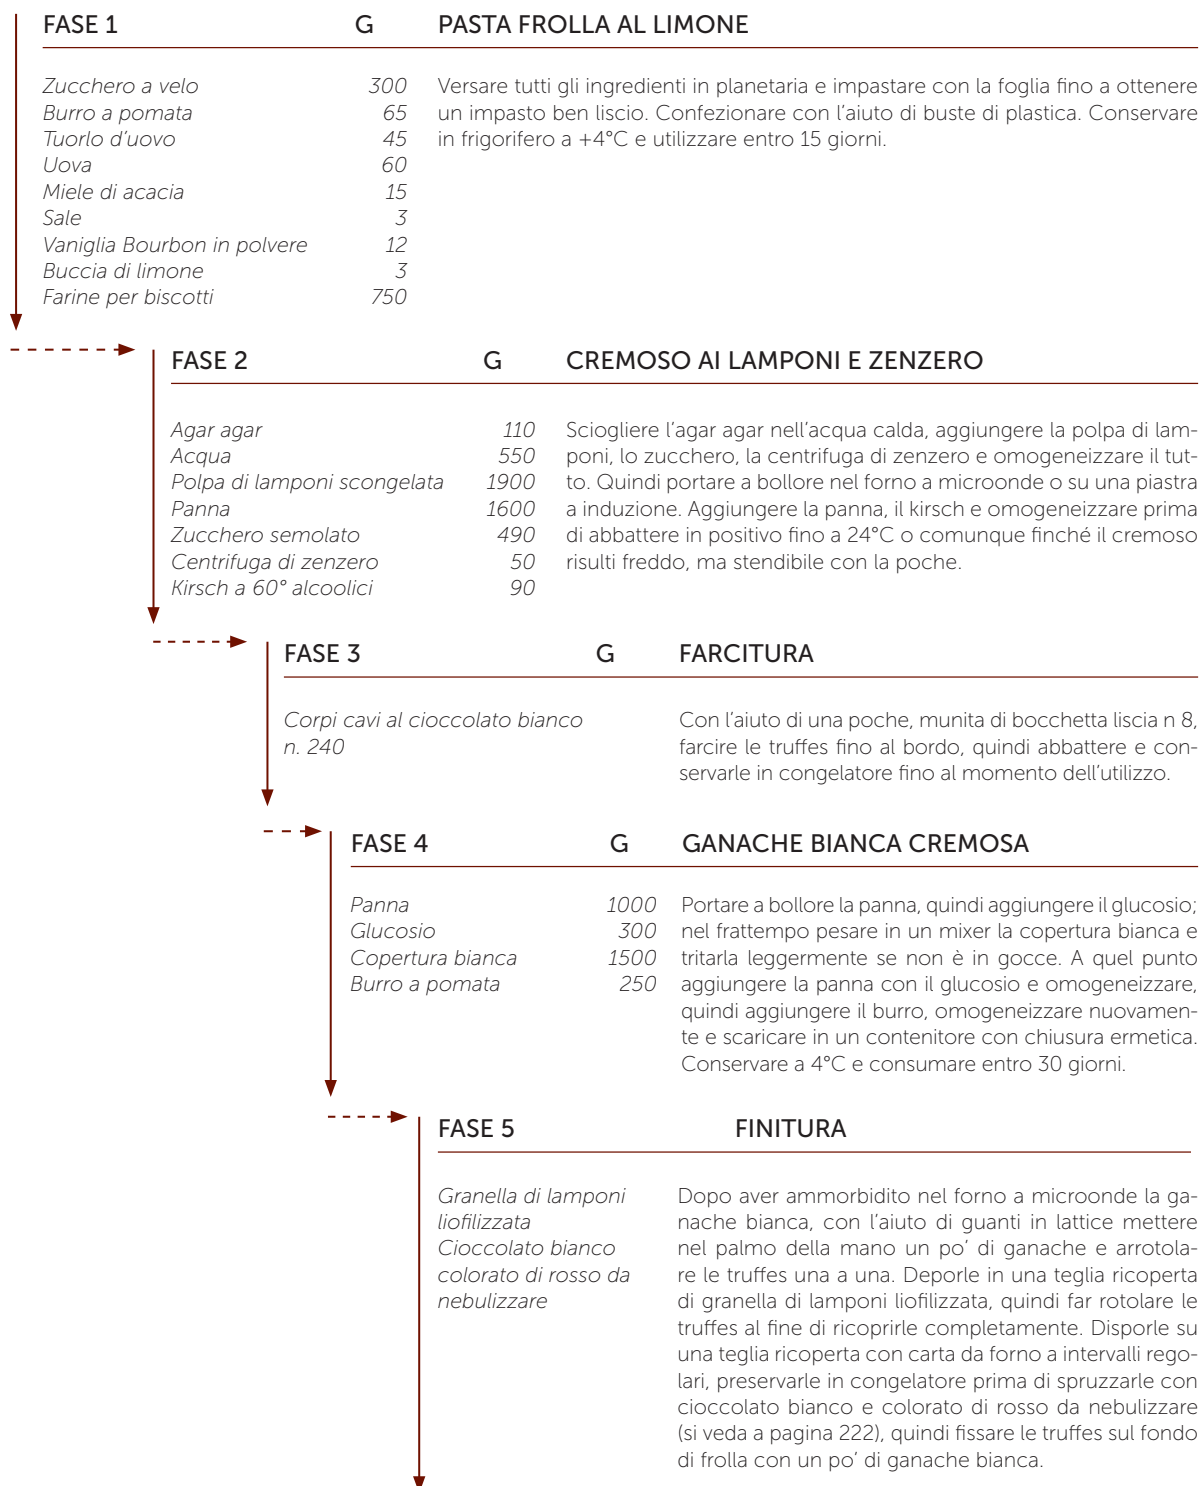 FASE 1 G PASTA FROLLA AL LIMONE
Zucchero a velo 300
Burro a pomata 65
Tuorlo d'uovo 45
Uova 60
Miele di acacia 15
Sale 3
Vaniglia Bourbon in polvere 12
Buccia di limone 3
Farine per biscotti 750
Versare tutti gli ingredienti in planetaria e impastare con la foglia fino a ottenere
un impasto ben liscio. Confezionare con l'aiuto di buste di plastica. Conservare
in frigorifero a +4°C e utilizzare entro 15 giorni.
FASE 2 G CREMOSO AI LAMPONI E ZENZERO
Agar agar 110
Acqua 550
Polpa di lamponi scongelata 1900
Panna 1600
Zucchero semolato 490
Centrifuga di zenzero 50
Kirsch a 60° alcoolici 90
Sciogliere l'agar agar nell'acqua calda, aggiungere la polpa di lam-
poni, lo zucchero, la centrifuga di zenzero e omogeneizzare il tut-
to. Quindi portare a bollore nel forno a microonde o su una piastra
a induzione. Aggiungere la panna, il kirsch e omogeneizzare prima
di abbattere in positivo fino a 24°C o comunque finché il cremoso
risulti freddo, ma stendibile con la poche.
FASE 3 G FARCITURA
Corpi cavi al cioccolato bianco
n. 240
Con l'aiuto di una poche, munita di bocchetta liscia n 8,
farcire le truffes fino al bordo, quindi abbattere e con-
servarle in congelatore fino al momento dell'utilizzo.
FASE 4 G GANACHE BIANCA CREMOSA
Panna 1000
Glucosio 300
Copertura bianca 1500
Burro a pomata 250
Portare a bollore la panna, quindi aggiungere il glucosio;
nel frattempo pesare in un mixer la copertura bianca e
tritarla leggermente se non è in gocce. A quel punto
aggiungere la panna con il glucosio e omogeneizzare,
quindi aggiungere il burro, omogeneizzare nuovamen-
te e scaricare in un contenitore con chiusura ermetica.
Conservare a 4°C e consumare entro 30 giorni.
FASE 5 FINITURA
Granella di lamponi
liofilizzata
Cioccolato bianco
colorato di rosso da
nebulizzare
Dopo aver ammorbidito nel forno a microonde la ga-
nache bianca, con l'aiuto di guanti in lattice mettere
nel palmo della mano un po' di ganache e arrotola-
re le truffes una a una. Deporle in una teglia ricoperta
di granella di lamponi liofilizzata, quindi far rotolare le
truffes al fine di ricoprirle completamente. Disporle su
una teglia ricoperta con carta da forno a intervalli rego-
lari, preservarle in congelatore prima di spruzzarle con
cioccolato bianco e colorato di rosso da nebulizzare
(si veda a pagina 222), quindi fissare le truffes sul fondo
di frolla con un po' di ganache bianca.